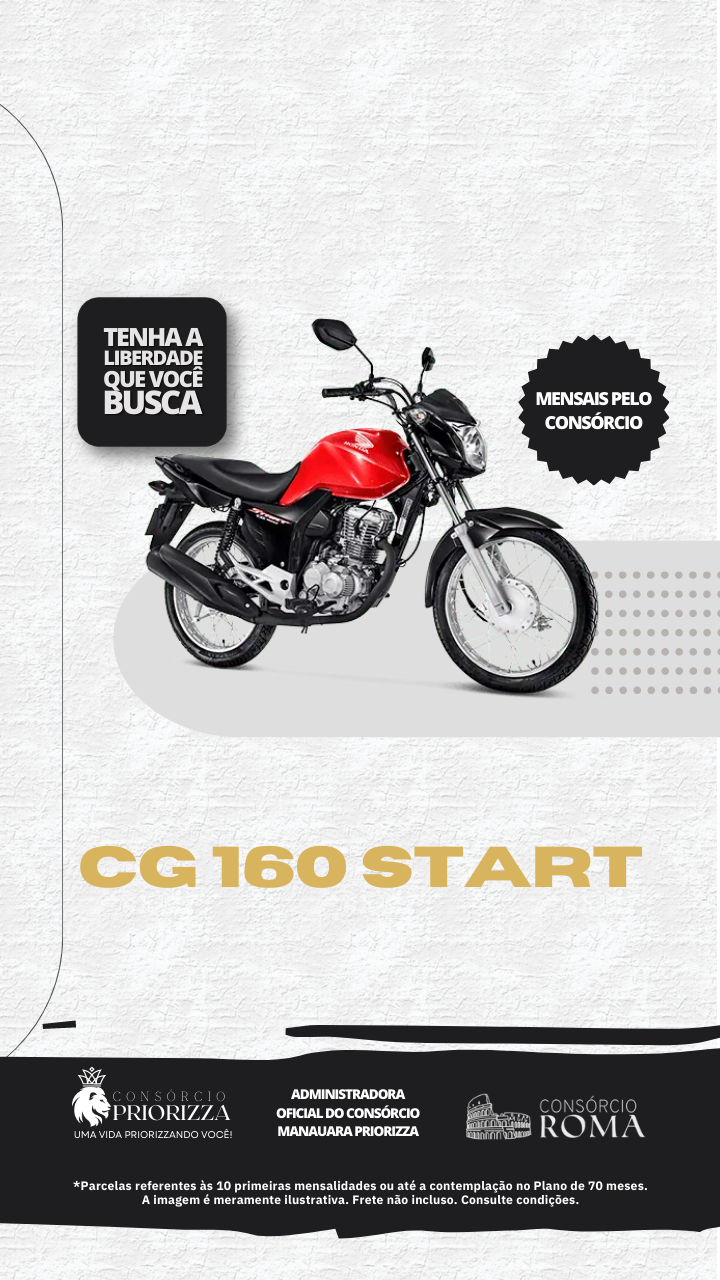 TENHA A
LIBERDADE
QUE VOCÊ
BUSCA
MENSAIS PELO
CONSÓRCIO
HONDA
START
CG 160 START
CONSÓRCIO
PRIORIZZA
UMA VIDA PRIORIZZANDO VOCÊ!
ADMINISTRADORA
OFICIAL DO CONSÓRCIO
MANAUARA PRIORIZZA
CONSÓRCIO
ROMA
*Parcelas referentes às 10 primeiras mensalidades ou até a contemplação no Plano de 70 meses.
A imagem é meramente ilustrativa. Frete não incluso. Consulte condições.